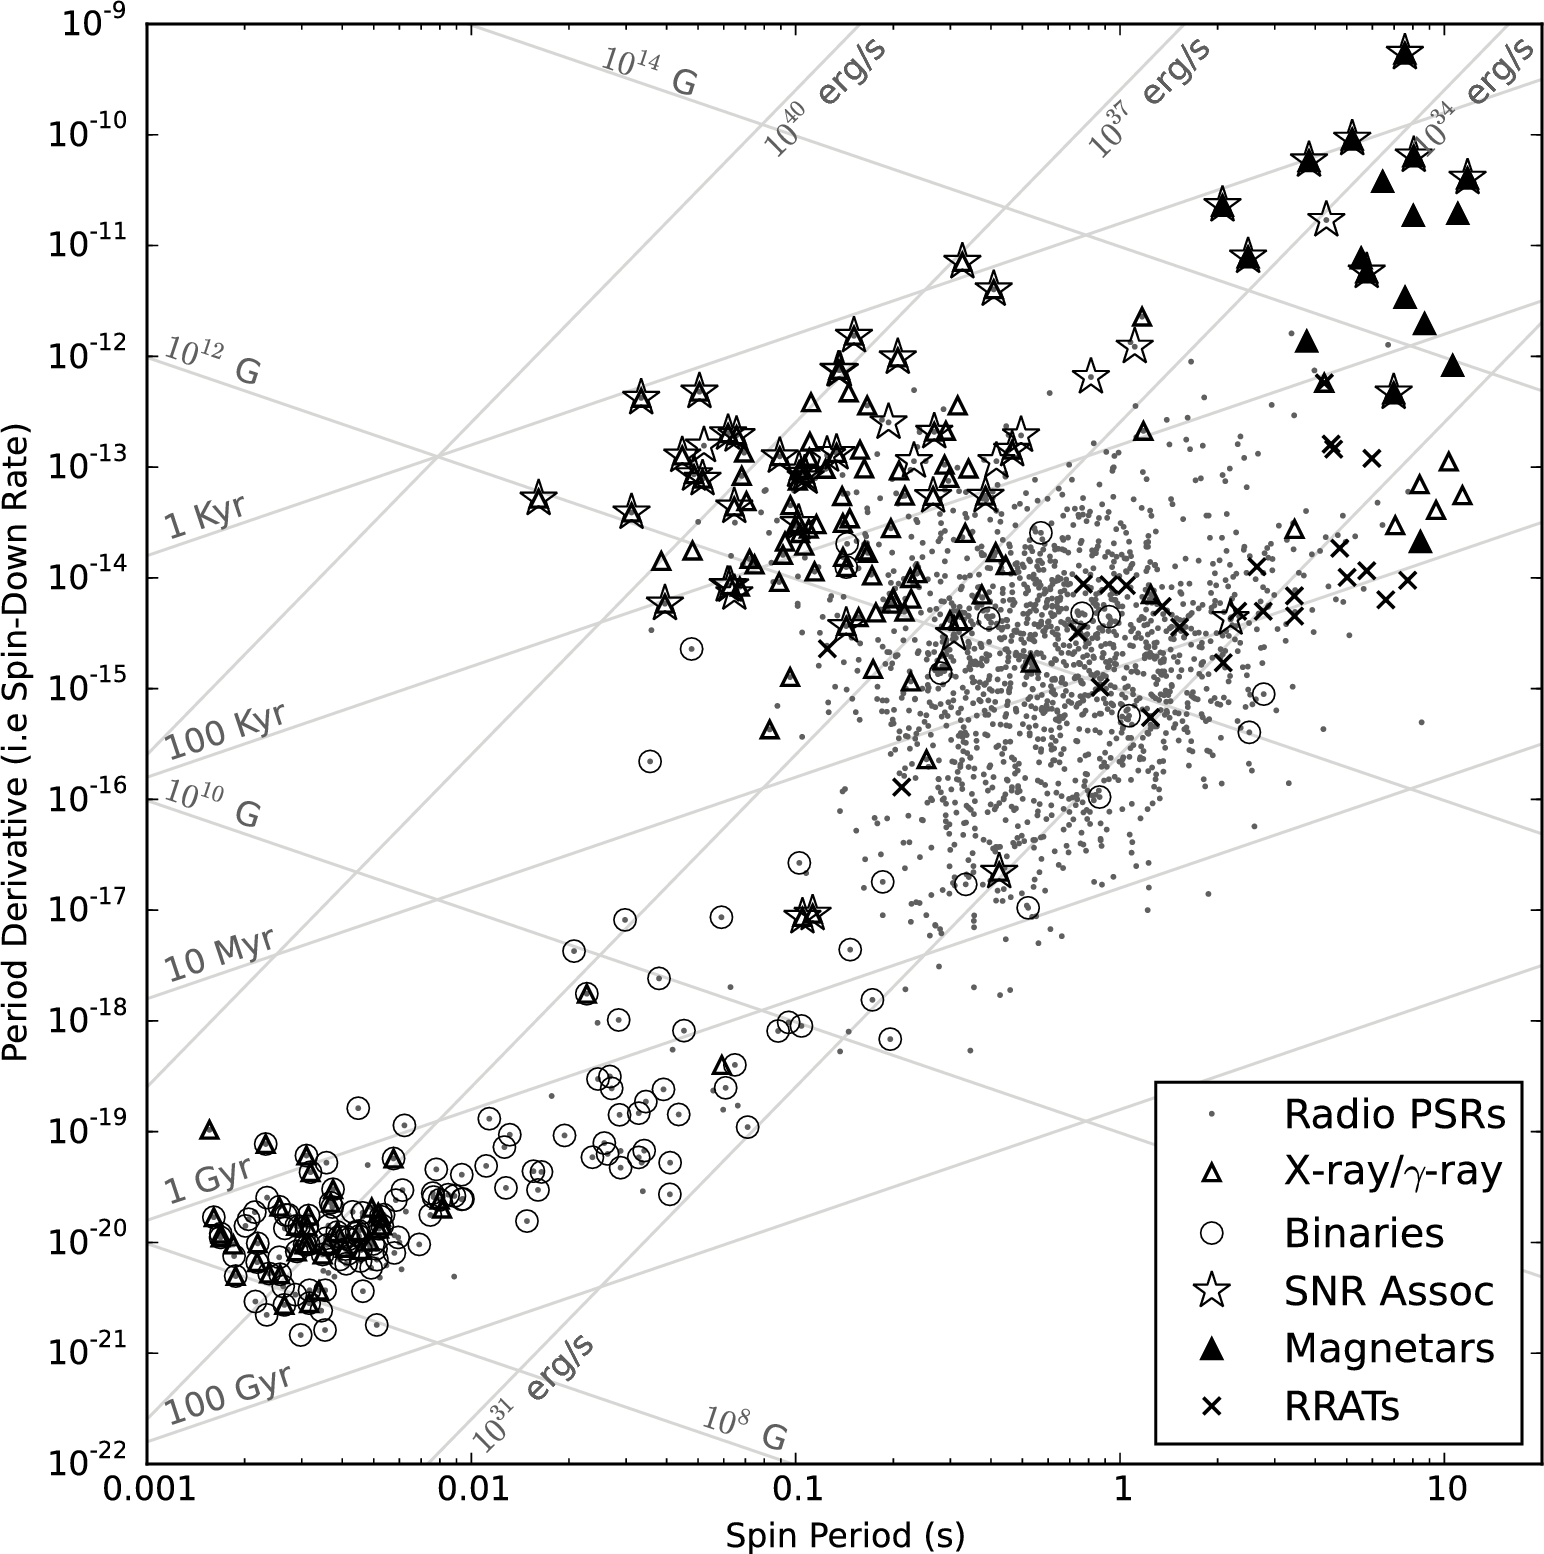 Period Derivative (i.e Spin-Down Rate)
10^-9
10^-10
10^-11
10^-12
10^-13
10^-14
10^-15
10^-16
10^-17
10^-18
10^-19
10^-20
10^-21
10^-22
10^14 G
10^40 erg/s
10^37 erg/s
10^34 erg/s
10^12 G
1 Kyr
100 Kyr
10^10 G
10 Myr
1 Gyr
100 Gyr
10^31 erg/s
10^8 G
Radio PSRs
X-ray/γ-ray
Binaries
SNR Assoc
Magnetars
RRATs
0.001 0.01 0.1 1 10
Spin Period (s)